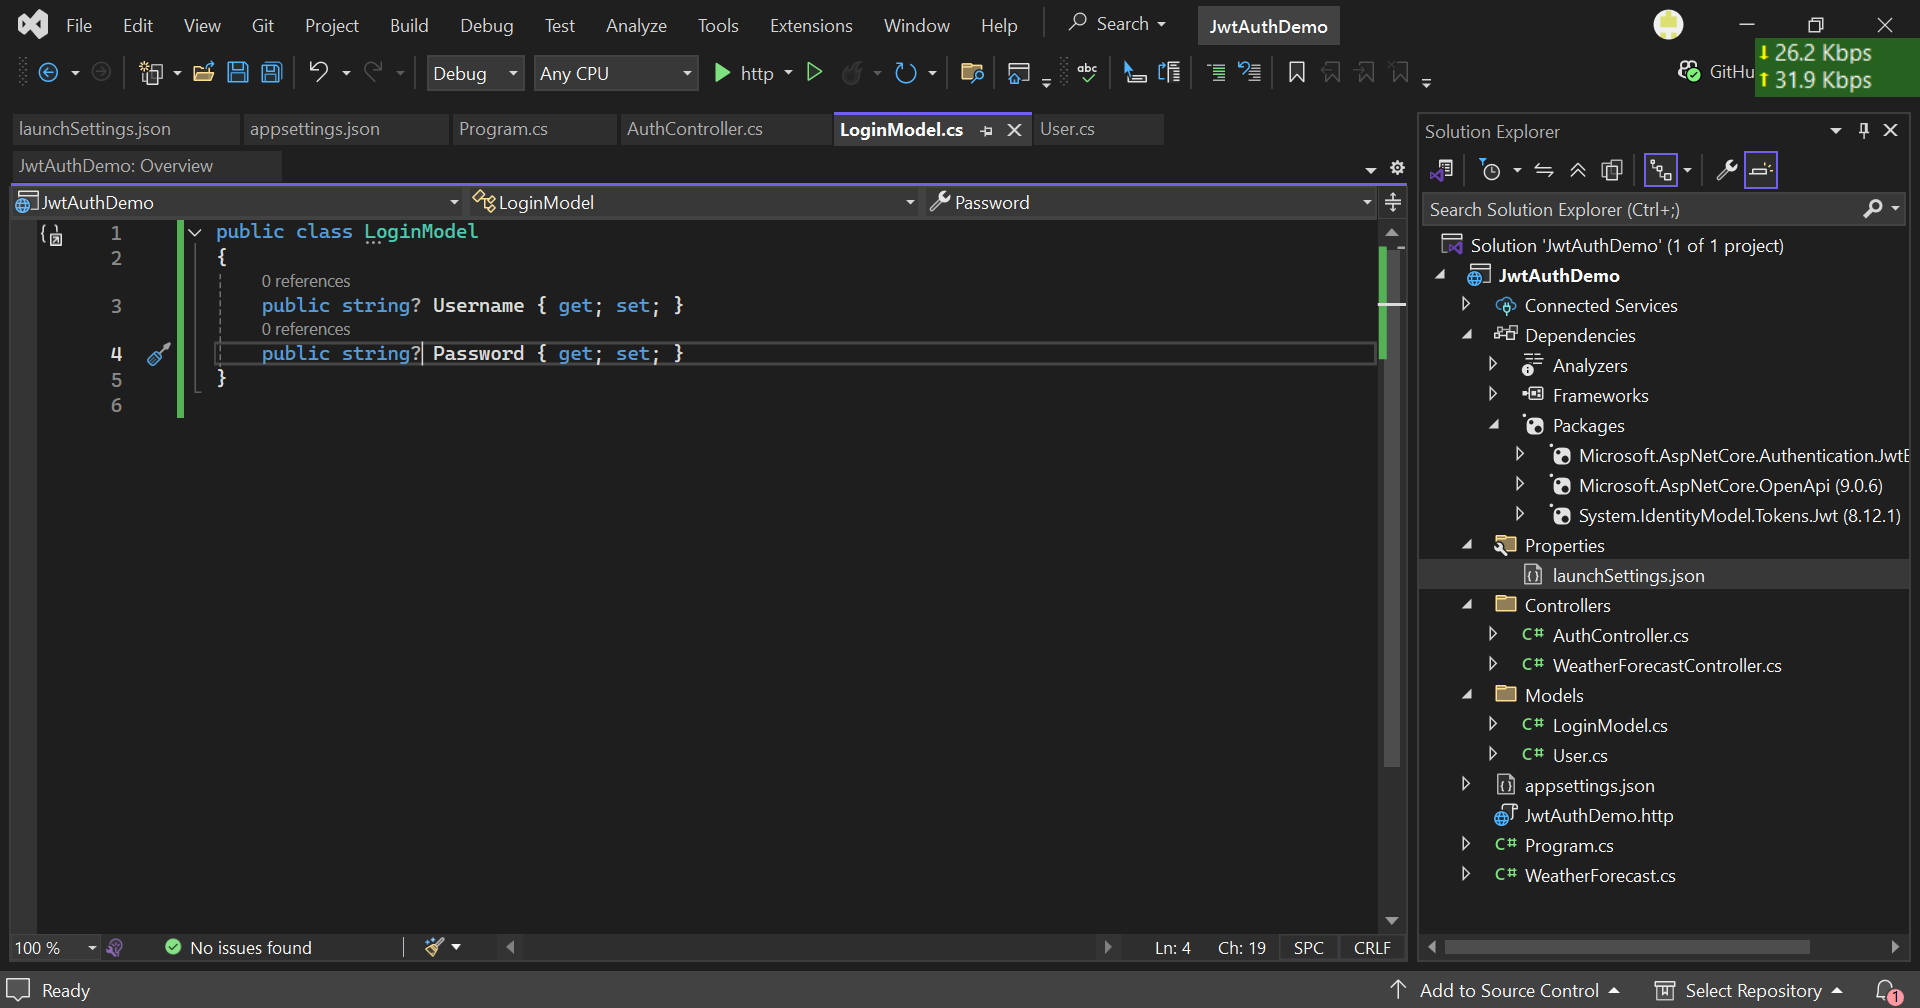 File Edit View Git Project Build Debug Test Analyze Tools Extensions Window Help Search JwtAuthDemo
Debug Any CPU http abc GitHu
26.2 Kbps
31.9 Kbps
launchSettings.json appsettings.json Program.cs AuthController.cs LoginModel.cs User.cs
JwtAuthDemo: Overview
JwtAuthDemo LoginModel Password
1 public class LoginModel
2 {
0 references
3 public string? Username { get; set; }
0 references
4 public string? Password { get; set; }
5 }
6
100 % No issues found Ln: 4 Ch: 19 SPC CRLF
Solution Explorer
Search Solution Explorer (Ctrl+;)
Solution 'JwtAuthDemo' (1 of 1 project)
JwtAuthDemo
Connected Services
Dependencies
Analyzers
Frameworks
Packages
Microsoft.AspNetCore.Authentication.JwtB
Microsoft.AspNetCore.OpenApi (9.0.6)
System.IdentityModel.Tokens.Jwt (8.12.1)
Properties
launchSettings.json
Controllers
C# AuthController.cs
C# WeatherForecastController.cs
Models
C# LoginModel.cs
C# User.cs
appsettings.json
JwtAuthDemo.http
C# Program.cs
C# WeatherForecast.cs
Ready Add to Source Control Select Repository 1